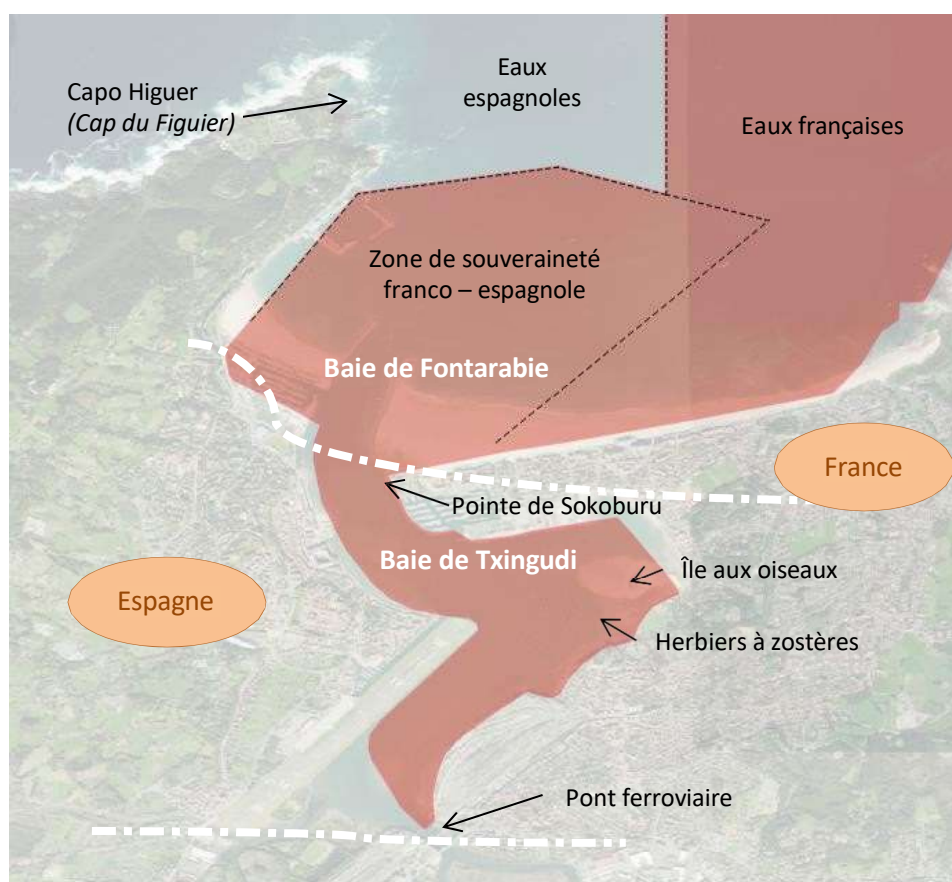 Capo Higuer
(Cap du Figuier)
Eaux
espagnoles
Eaux françaises
Zone de souveraineté
franco – espagnole
Baie de Fontarabie
France
Pointe de Sokoburu
Baie de Txingudi
Île aux oiseaux
Espagne
Herbiers à zostères
Pont ferroviaire